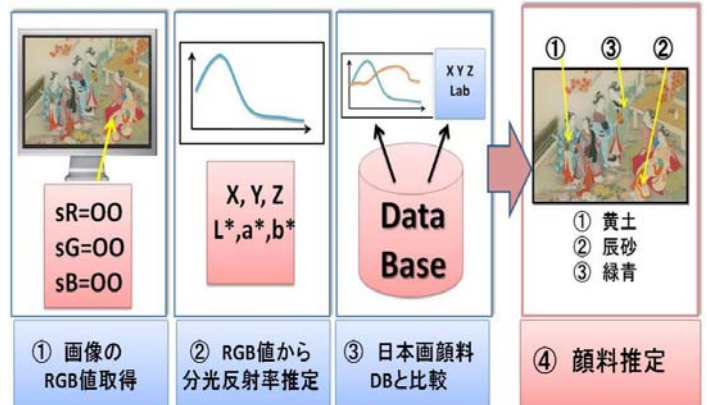 sR=OO
sG=OO
sB=OO
① 画像の
RGB値取得
X, Y, Z
L*,a*,b*
② RGB値から
分光反射率推定
X Y Z
Lab
Data
Base
③ 日本画顔料
DBと比較
① ③ ②
① 黄土
② 辰砂
③ 緑青
④ 顔料推定